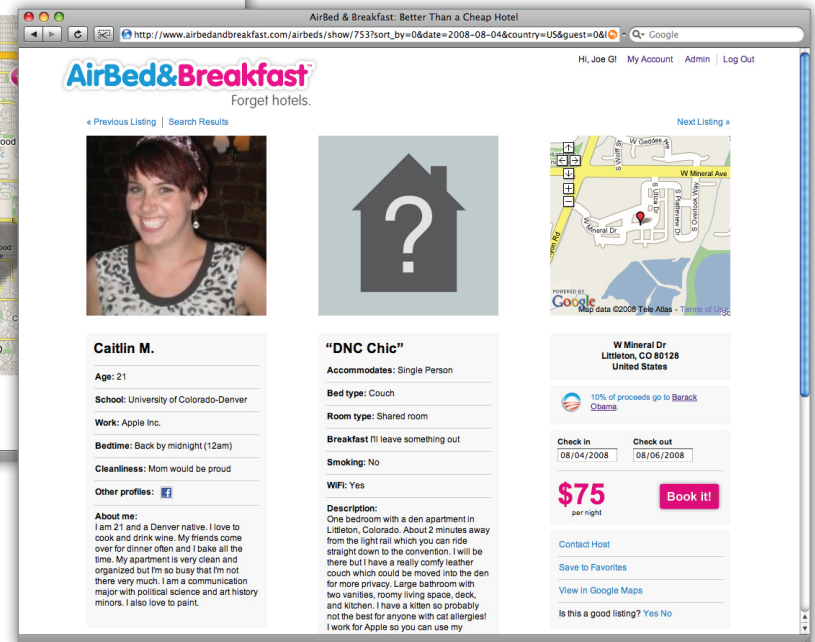 AirBed & Breakfast: Better Than a Cheap Hotel
http://www.airbedandbreakfast.com/airbeds/show/753?sort_by=0&date=2008-08-04&country=US&guest=0&l
Google
Hi, Joe G! My Account Admin | Log Out
AirBed&Breakfast™
Forget hotels.
« Previous Listing | Search Results
Next Listing »
?
W Geddes Ave
S Wolff St
W Mineral Ave
S Utica Dr
S Platteview Dr
S Overlook Way
W Mineral Dr
yon Rd
POWERED BY
Google
Map data ©2008 Tele Atlas - Terms of Use
Caitlin M.
Age: 21
School: University of Colorado-Denver
Work: Apple Inc.
Bedtime: Back by midnight (12am)
Cleanliness: Mom would be proud
Other profiles: f
About me:
I am 21 and a Denver native. I love to
cook and drink wine. My friends come
over for dinner often and I bake all the
time. My apartment is very clean and
organized but I'm so busy that I'm not
there very much. I am a communication
major with political science and art history
minors. I also love to paint.
“DNC Chic”
Accommodates: Single Person
Bed type: Couch
Room type: Shared room
Breakfast I'll leave something out
Smoking: No
WiFi: Yes
Description:
One bedroom with a den apartment in
Littleton, Colorado. About 2 minutes away
from the light rail which you can ride
straight down to the convention. I will be
there but I have a really comfy leather
couch which could be moved into the den
for more privacy. Large bathroom with
two vanities, roomy living space, deck,
and kitchen. I have a kitten so probably
not the best for anyone with cat allergies!
I work for Apple so you can use my
W Mineral Dr
Littleton, CO 80128
United States
10% of proceeds go to Barack
Obama.
Check in Check out
08/04/2008 08/06/2008
$75
per night
Book it!
Contact Host
Save to Favorites
View in Google Maps
Is this a good listing? Yes No